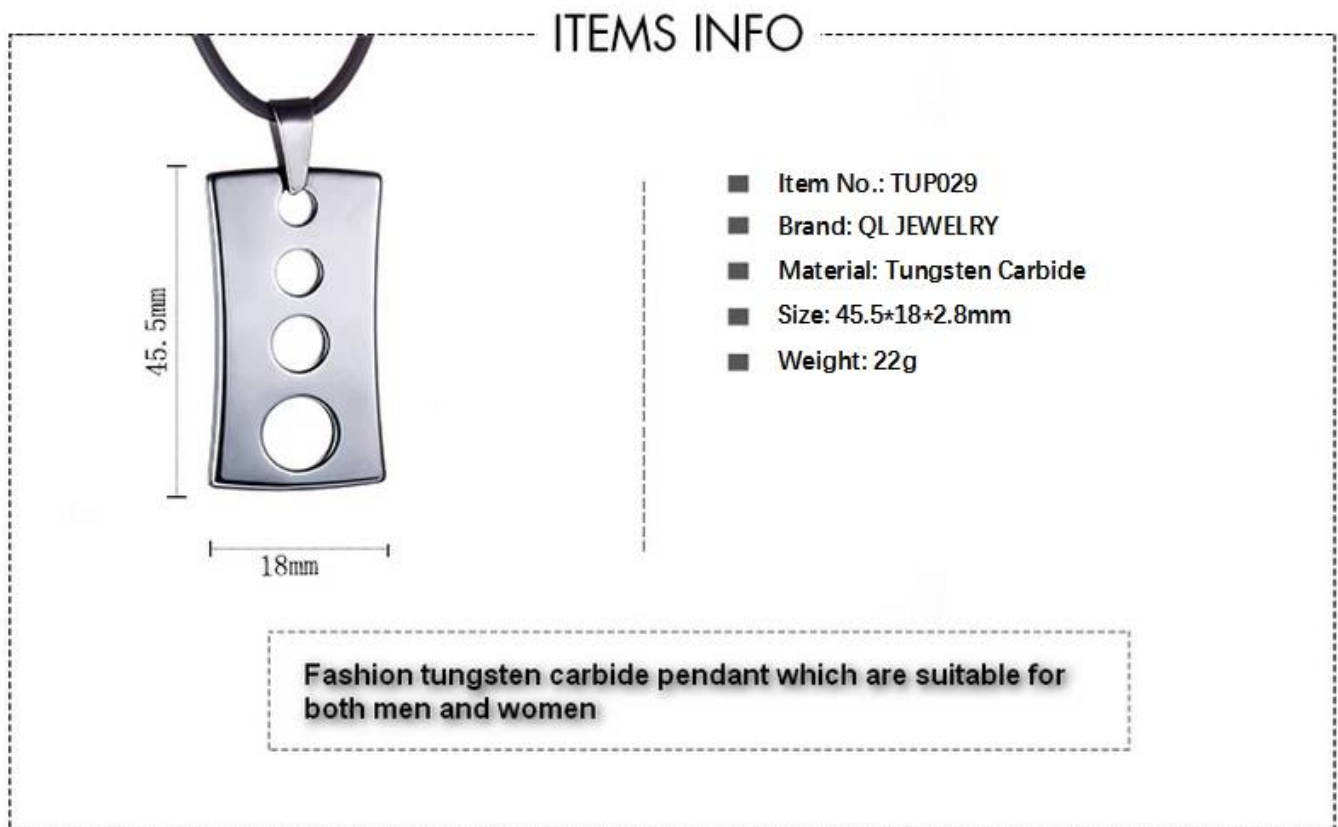 ITEMS INFO
Item No.: TUP029
Brand: QL JEWELRY
Material: Tungsten Carbide
Size: 45.5*18*2.8mm
Weight: 22g
45.5mm
18mm
Fashion tungsten carbide pendant which are suitable for
both men and women